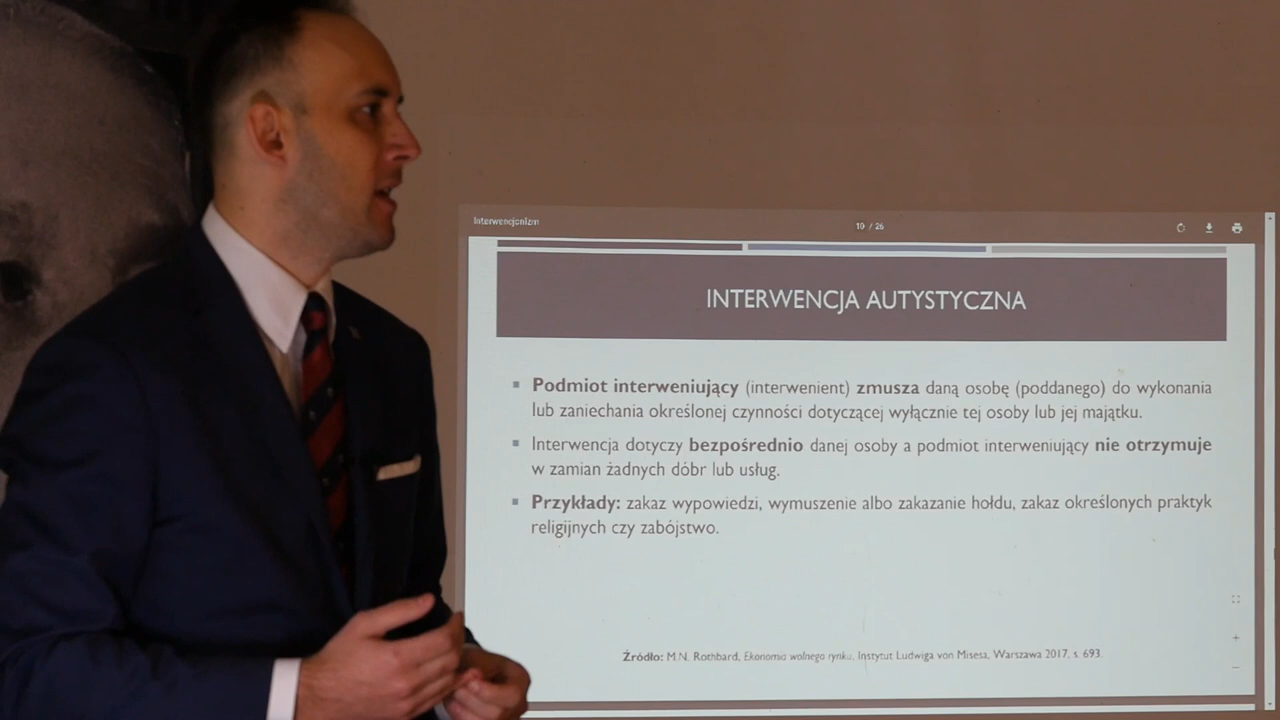 Interwencjonizm
10 / 26
INTERWENCJA AUTYSTYCZNA
▪ Podmiot interweniujący (interwenient) zmusza daną osobę (poddanego) do wykonania
lub zaniechania określonej czynności dotyczącej wyłącznie tej osoby lub jej majątku.
▪ Interwencja dotyczy bezpośrednio danej osoby a podmiot interweniujący nie otrzymuje
w zamian żadnych dóbr lub usług.
▪ Przykłady: zakaz wypowiedzi, wymuszenie albo zakazanie hołdu, zakaz określonych praktyk
religijnych czy zabójstwo.
Źródło: M.N. Rothbard, Ekonomia wolnego rynku, Instytut Ludwiga von Misesa, Warszawa 2017, s. 693.